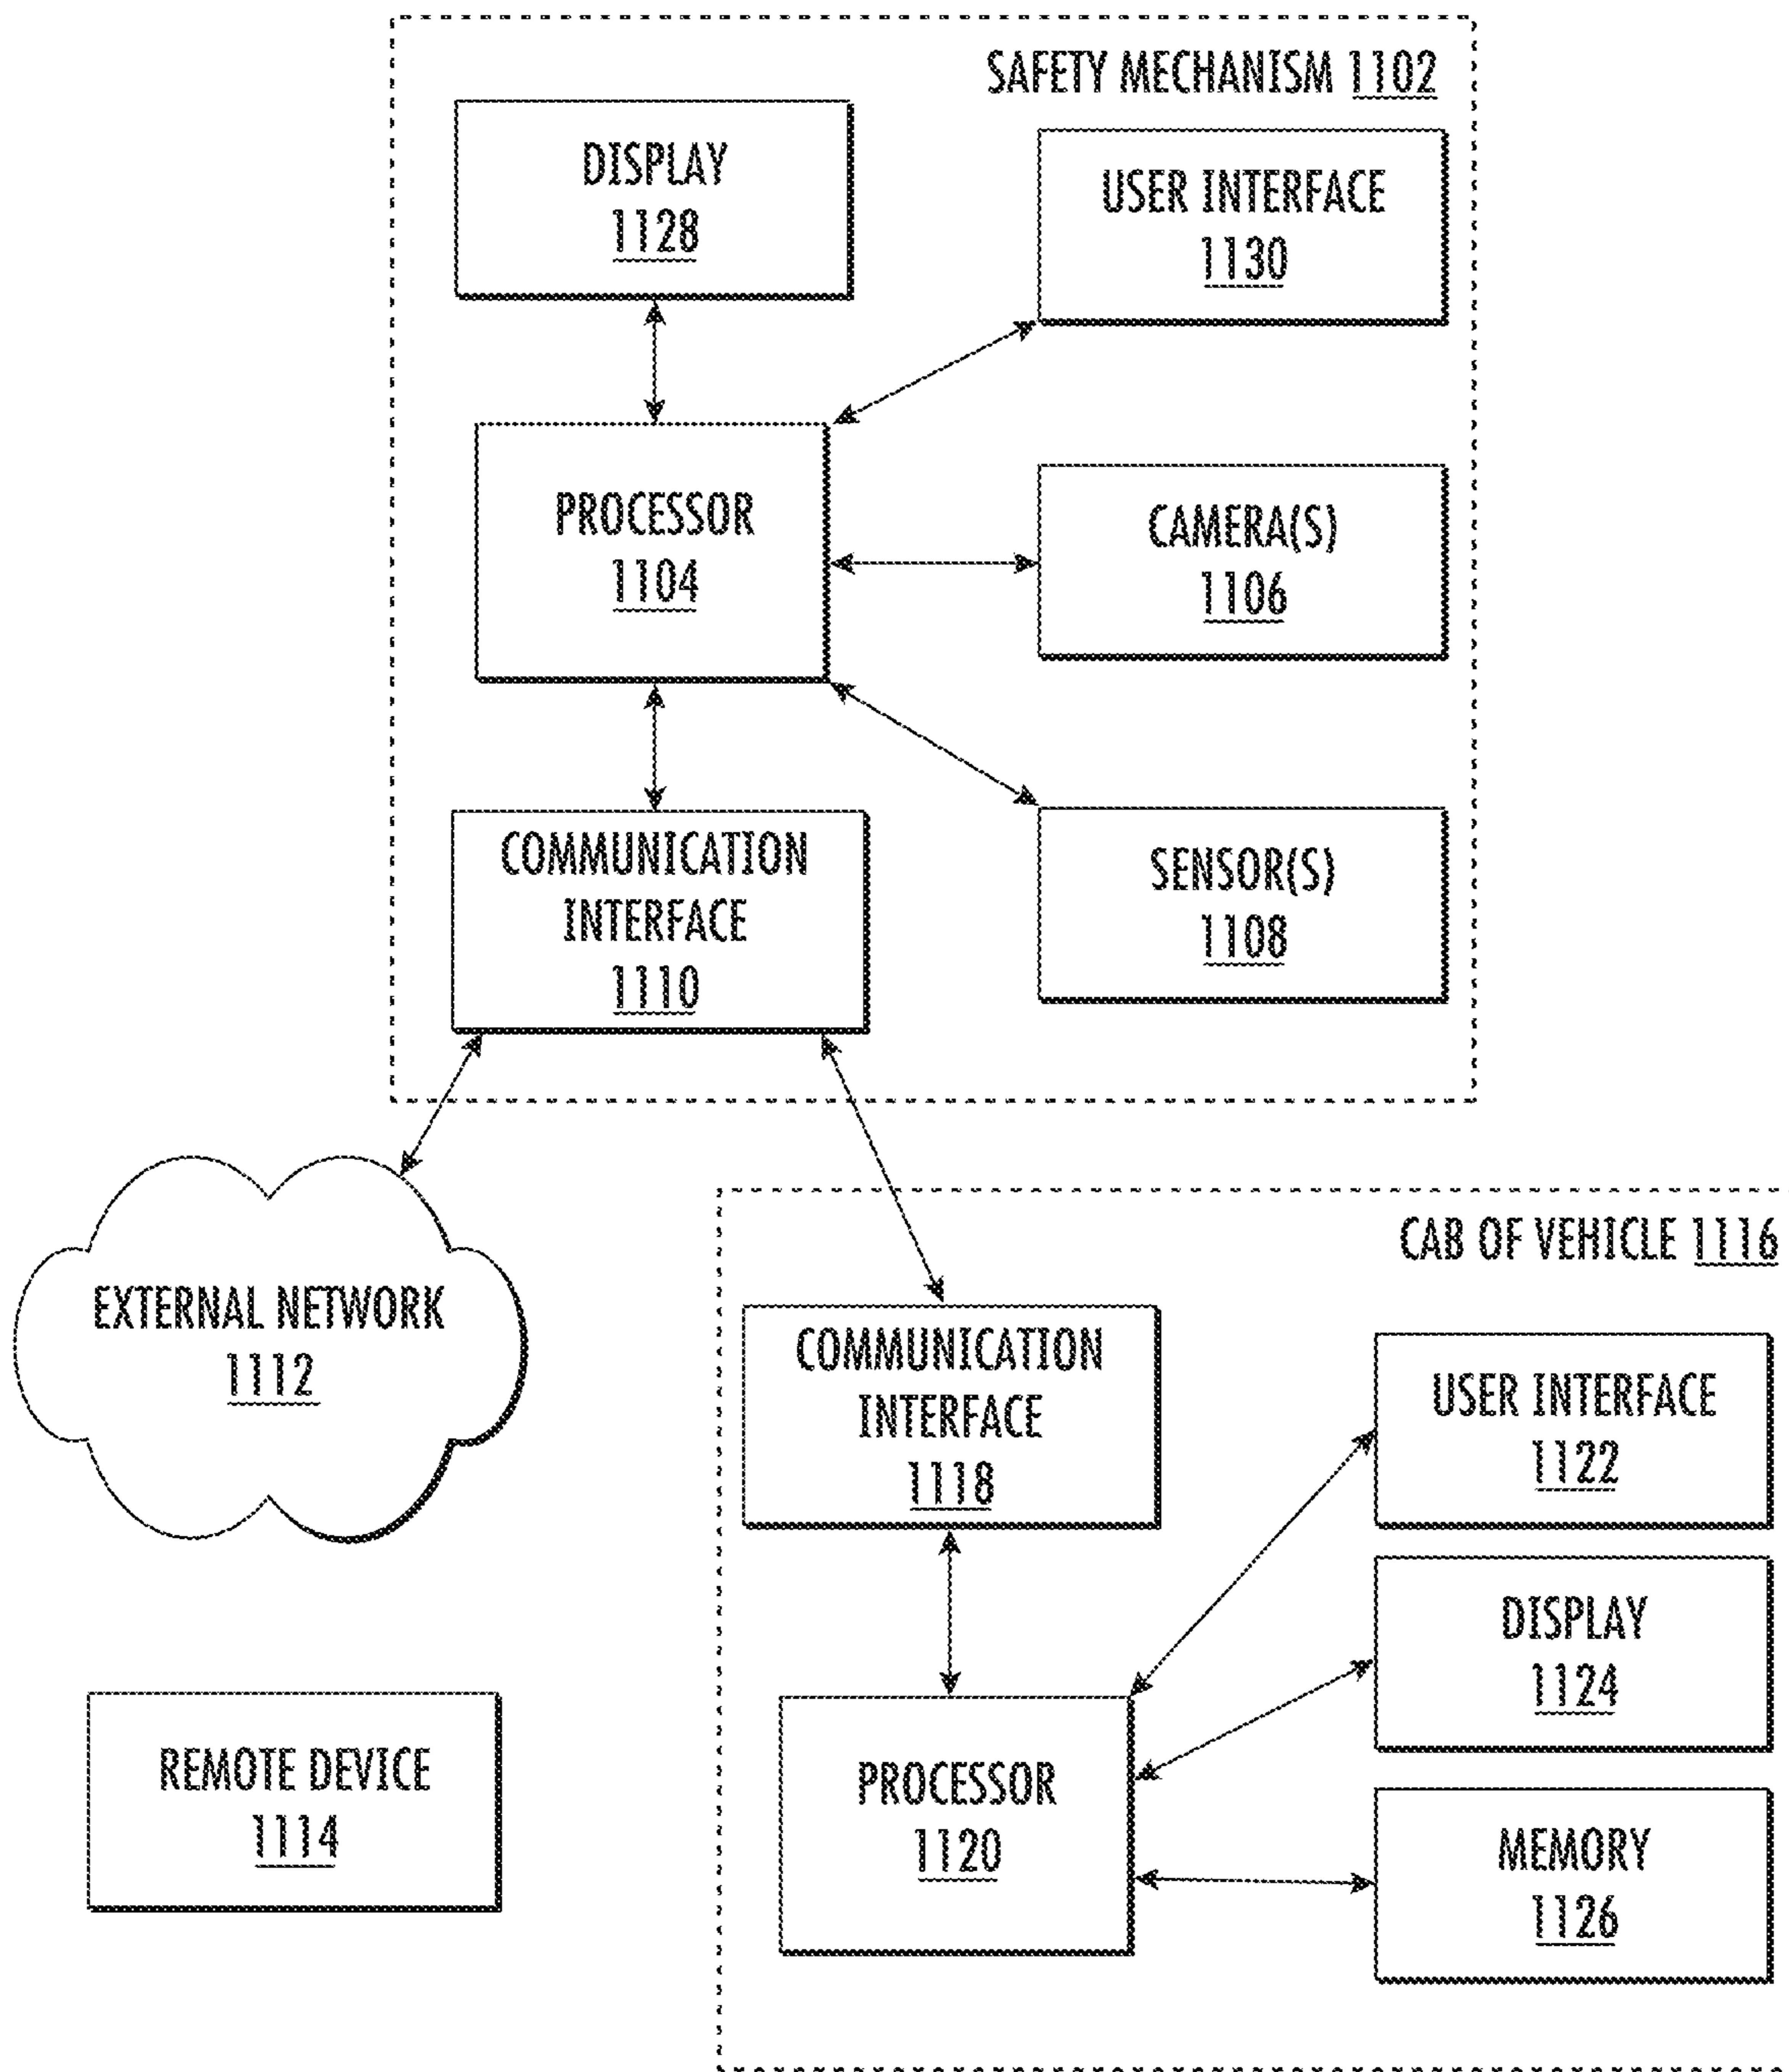 SAFETY MECHANISM 1102
DISPLAY
1128
USER INTERFACE
1130
PROCESSOR
1104
CAMERA(S)
1106
COMMUNICATION
INTERFACE
1110
SENSOR(S)
1108
EXTERNAL NETWORK
1112
CAB OF VEHICLE 1116
COMMUNICATION
INTERFACE
1118
USER INTERFACE
1122
DISPLAY
1124
REMOTE DEVICE
1114
PROCESSOR
1120
MEMORY
1126